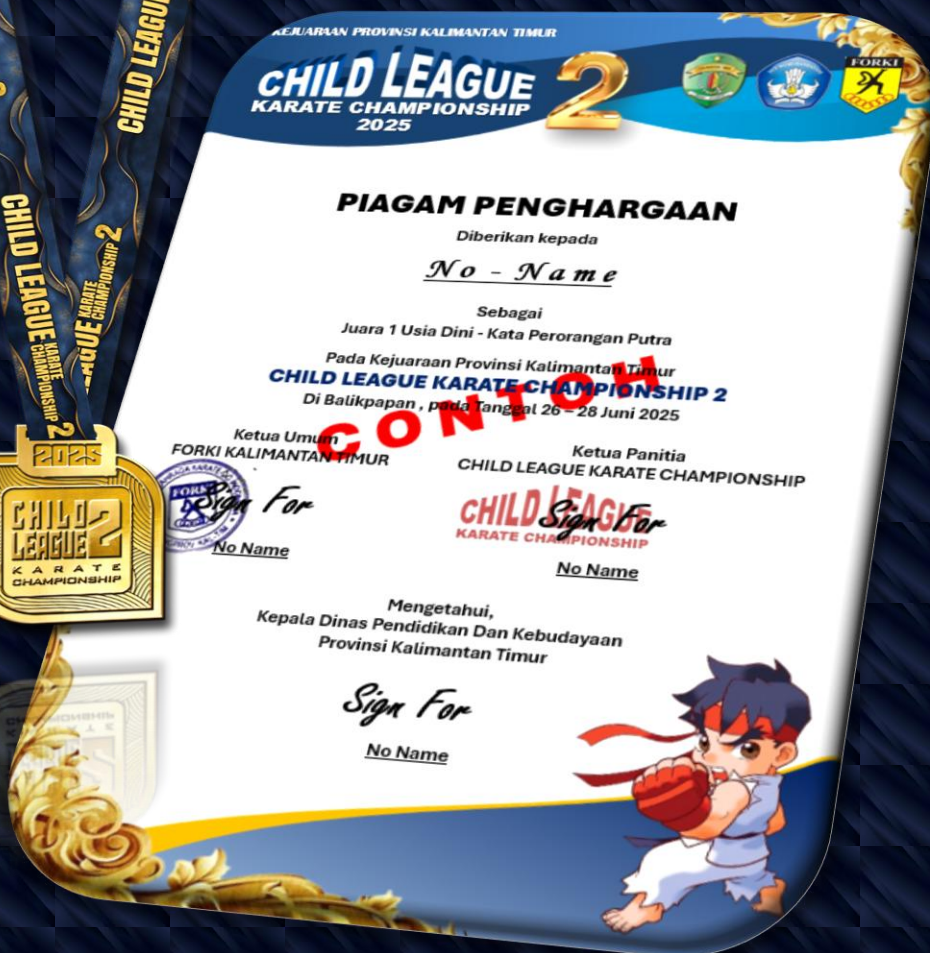 KEJUARAAN PROVINSI KALIMANTAN TIMUR
CHILD LEAGUE 2
KARATE CHAMPIONSHIP
2025
FORKI
PIAGAM PENGHARGAAN
Diberikan kepada
No - Name
Sebagai
Juara 1 Usia Dini - Kata Perorangan Putra
Pada Kejuaraan Provinsi Kalimantan Timur
CHILD LEAGUE KARATE CHAMPIONSHIP 2
Di Balikpapan , pada Tanggal 26 – 28 Juni 2025
CONTOH
Ketua Umum
FORKI KALIMANTAN TIMUR
FORKI
Sign For
No Name
Ketua Panitia
CHILD LEAGUE KARATE CHAMPIONSHIP
CHILD LEAGUE
KARATE CHAMPIONSHIP
Sign For
No Name
Mengetahui,
Kepala Dinas Pendidikan Dan Kebudayaan
Provinsi Kalimantan Timur
Sign For
No Name
CHILD LEAGUE
CHILD LEAGUE KARATE CHAMPIONSHIP 2
LEAGUE KARATE CHAMPIONSHIP 2
2025
CHILD
LEAGUE 2
KARATE
CHAMPIONSHIP